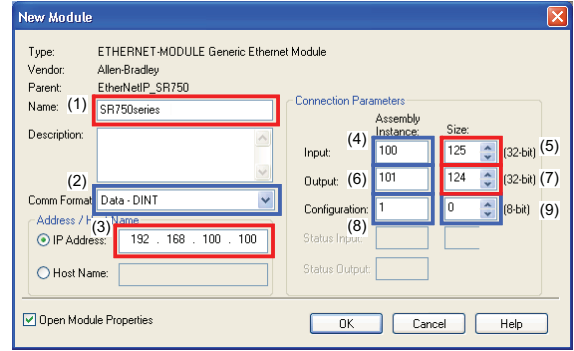 New Module
Type: ETHERNET-MODULE Generic Ethernet Module
Vendor: Allen-Bradley
Parent: EtherNetIP_SR750
Name: (1) SR750series
Description:
(2)
Comm Format Data - DINT
Address / H Name
(3)
IP Address: 192 . 168 . 100 . 100
Host Name:
Connection Parameters
Assembly
Instance: Size:
(4)
Input: 100 125 (32-bit) (5)
Output: (6) 101 124 (32-bit) (7)
Configuration: 1 0 (8-bit) (9)
(8)
Status Input:
Status Output:
Open Module Properties
OK Cancel Help